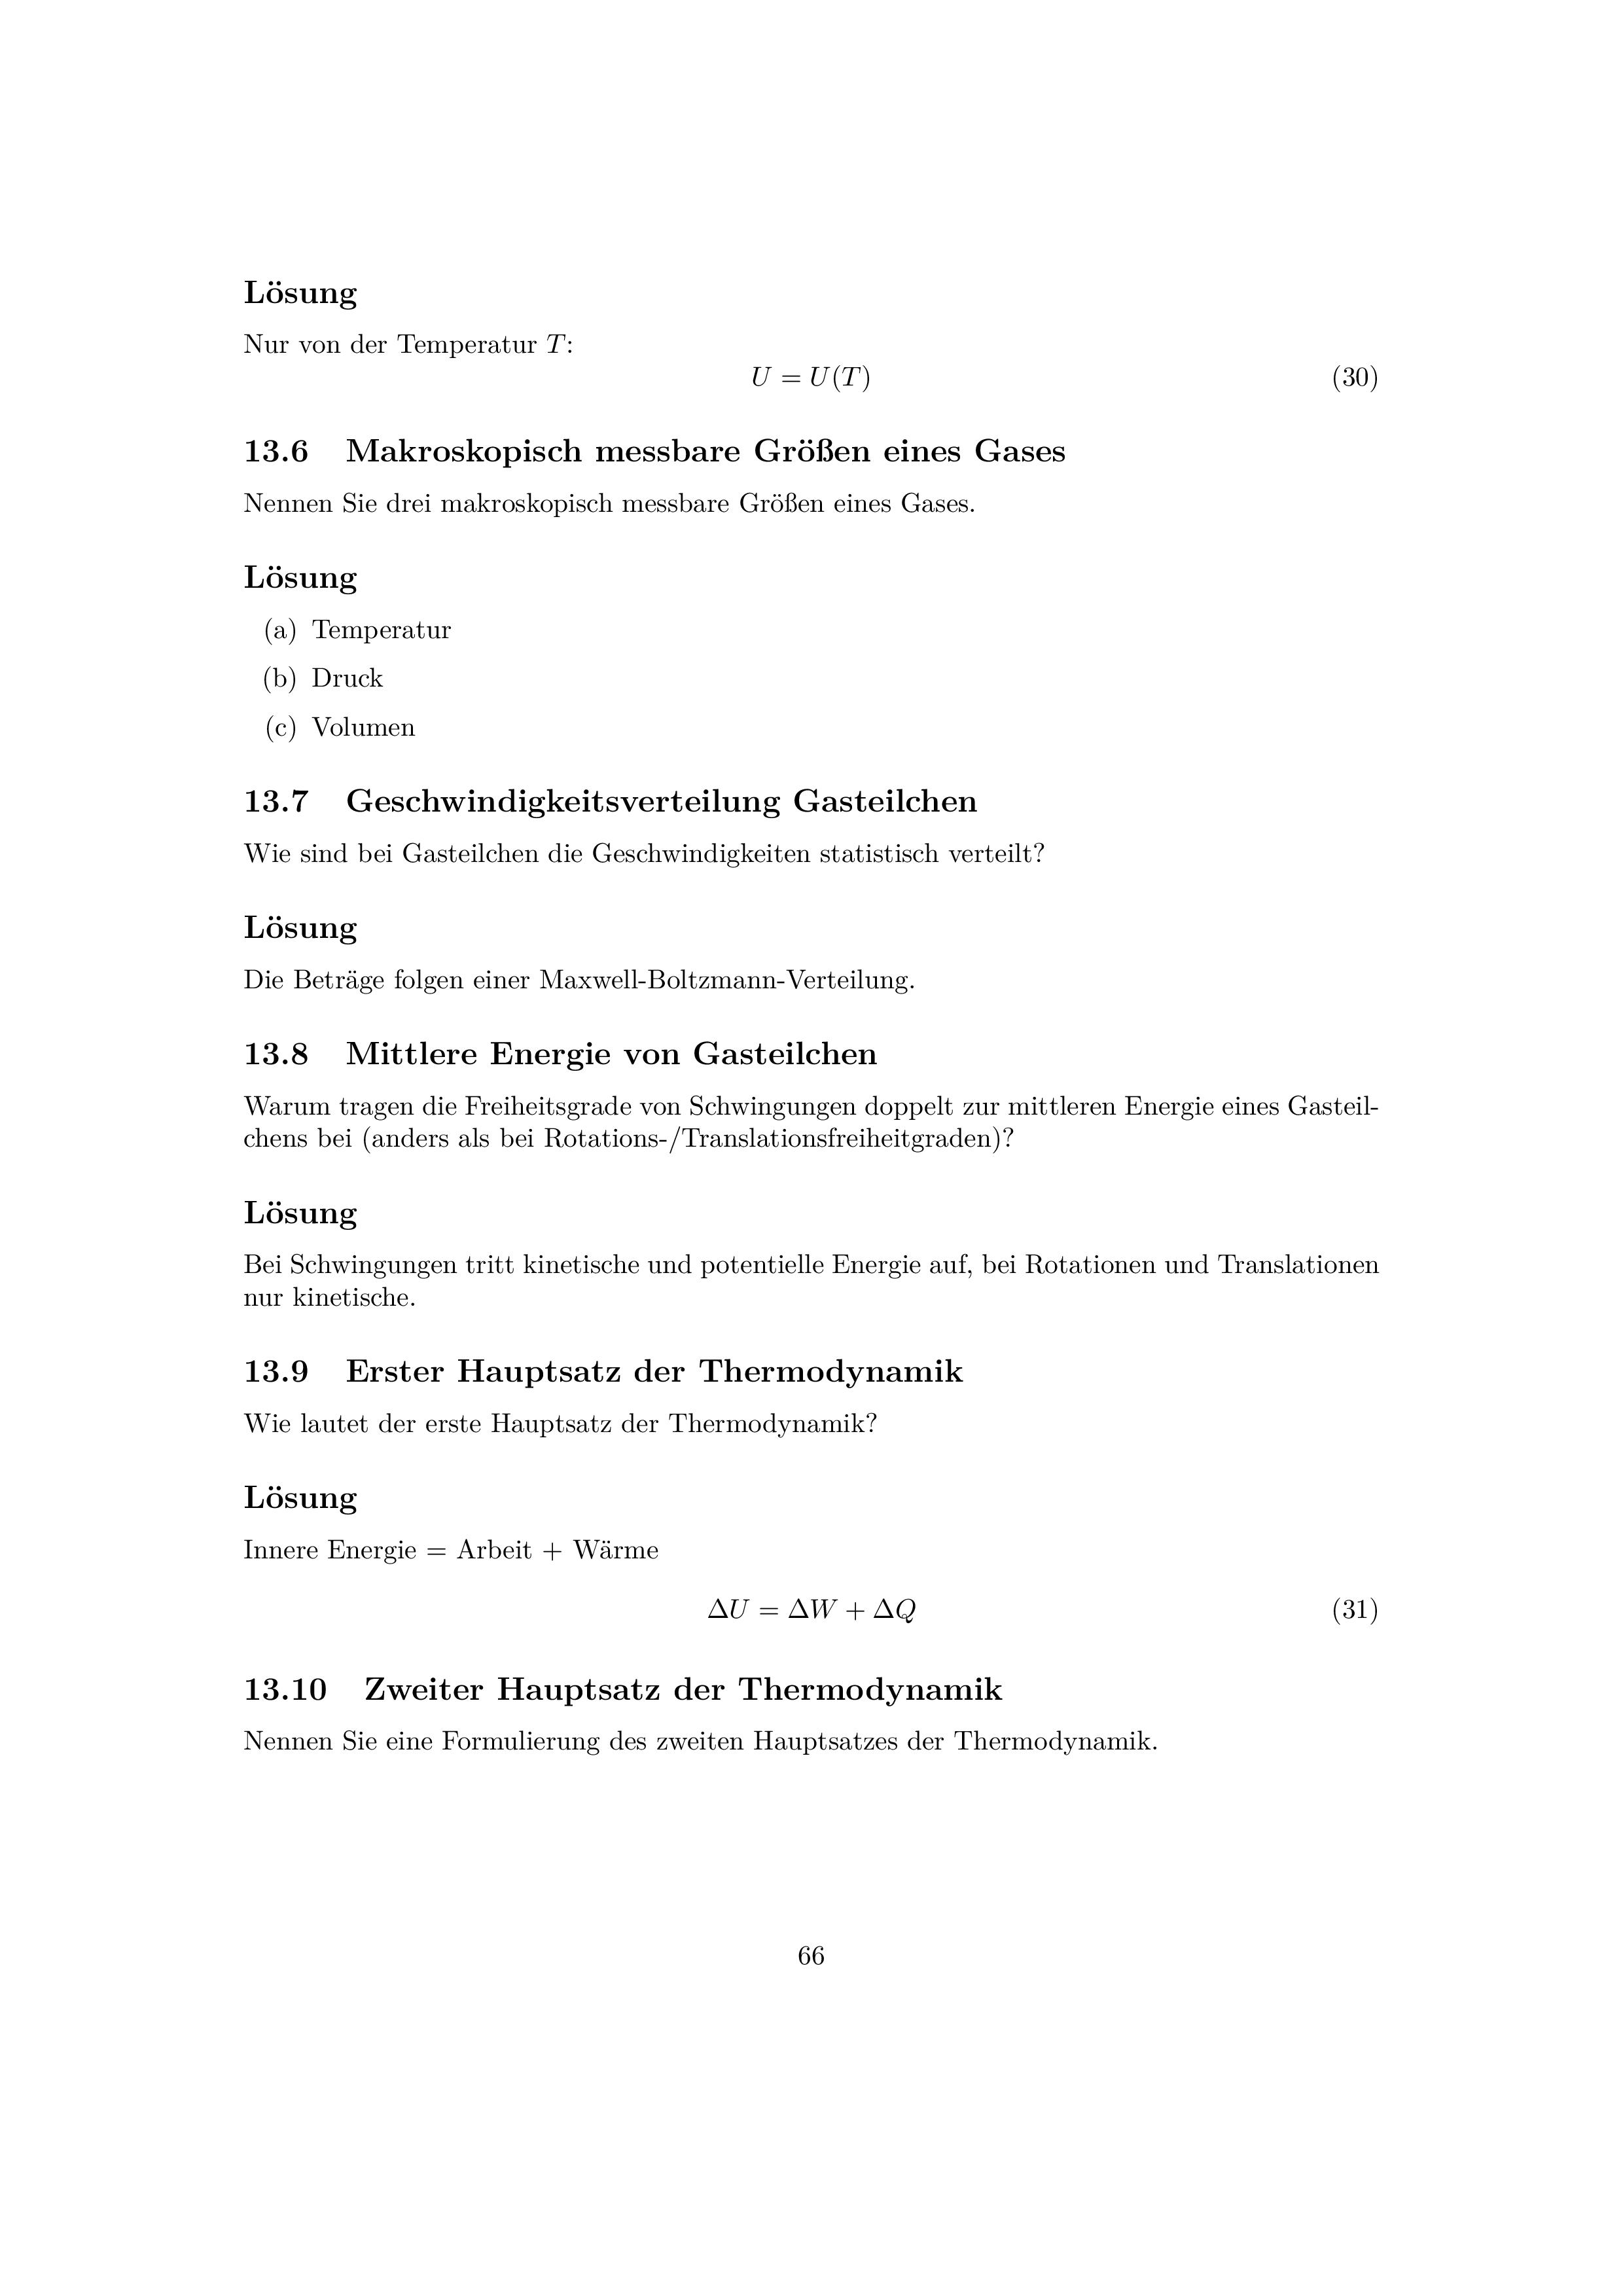 Lösung
Nur von der Temperatur T:
U = U(T) (30)
13.6 Makroskopisch messbare Größen eines Gases
Nennen Sie drei makroskopisch messbare Größen eines Gases.
Lösung
(a) Temperatur
(b) Druck
(c) Volumen
13.7 Geschwindigkeitsverteilung Gasteilchen
Wie sind bei Gasteilchen die Geschwindigkeiten statistisch verteilt?
Lösung
Die Beträge folgen einer Maxwell-Boltzmann-Verteilung.
13.8 Mittlere Energie von Gasteilchen
Warum tragen die Freiheitsgrade von Schwingungen doppelt zur mittleren Energie eines Gasteil-
chens bei (anders als bei Rotations-/Translationsfreiheitgraden)?
Lösung
Bei Schwingungen tritt kinetische und potentielle Energie auf, bei Rotationen und Translationen
nur kinetische.
13.9 Erster Hauptsatz der Thermodynamik
Wie lautet der erste Hauptsatz der Thermodynamik?
Lösung
Innere Energie = Arbeit + Wärme
ΔU = ΔW + ΔQ (31)
13.10 Zweiter Hauptsatz der Thermodynamik
Nennen Sie eine Formulierung des zweiten Hauptsatzes der Thermodynamik.
66